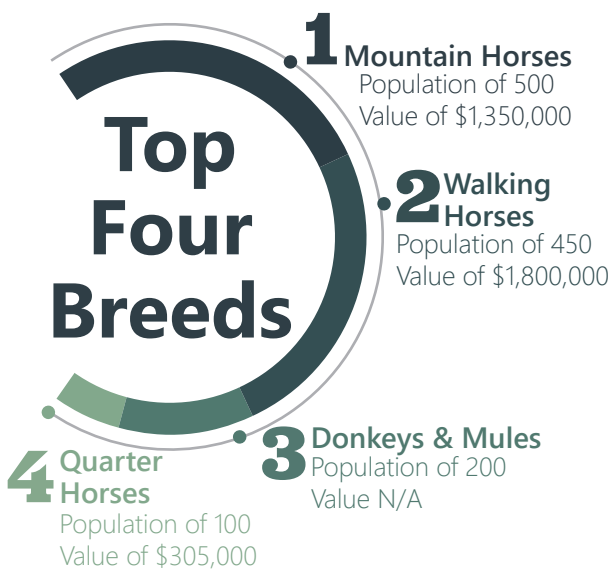 Top
Four
Breeds
1 Mountain Horses
Population of 500
Value of $1,350,000
2 Walking
Horses
Population of 450
Value of $1,800,000
3 Donkeys & Mules
Population of 200
Value N/A
4 Quarter
Horses
Population of 100
Value of $305,000